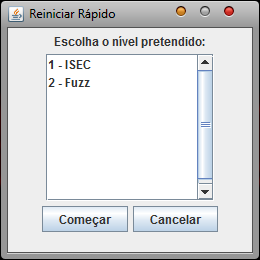 Reiniciar Rápido
Escolha o nível pretendido:
1 - ISEC
2 - Fuzz
Começar Cancelar